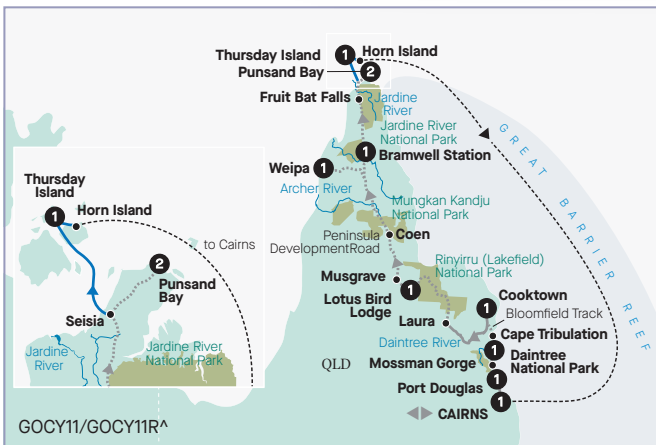 Thursday Island
1
Horn Island
Punsand Bay
2
Fruit Bat Falls
Jardine
River
Jardine River
National Park
1
Bramwell Station
Weipa
1
Archer River
Mungkan Kandju
National Park
Peninsula
DevelopmentRoad
Coen
Rinyirru (Lakefield)
National Park
Musgrave
1
Lotus Bird
Lodge
Cooktown
1
Bloomfield Track
Laura
Cape Tribulation
Daintree River
1
Daintree
National Park
QLD
Mossman Gorge
1
Port Douglas
1
CAIRNS
GREAT BARRIER REEF
Thursday
Island
1
Horn Island
to Cairns
2
Punsand
Bay
Seisia
Jardine
River
Jardine River
National Park
GOCY11/GOCY11R^